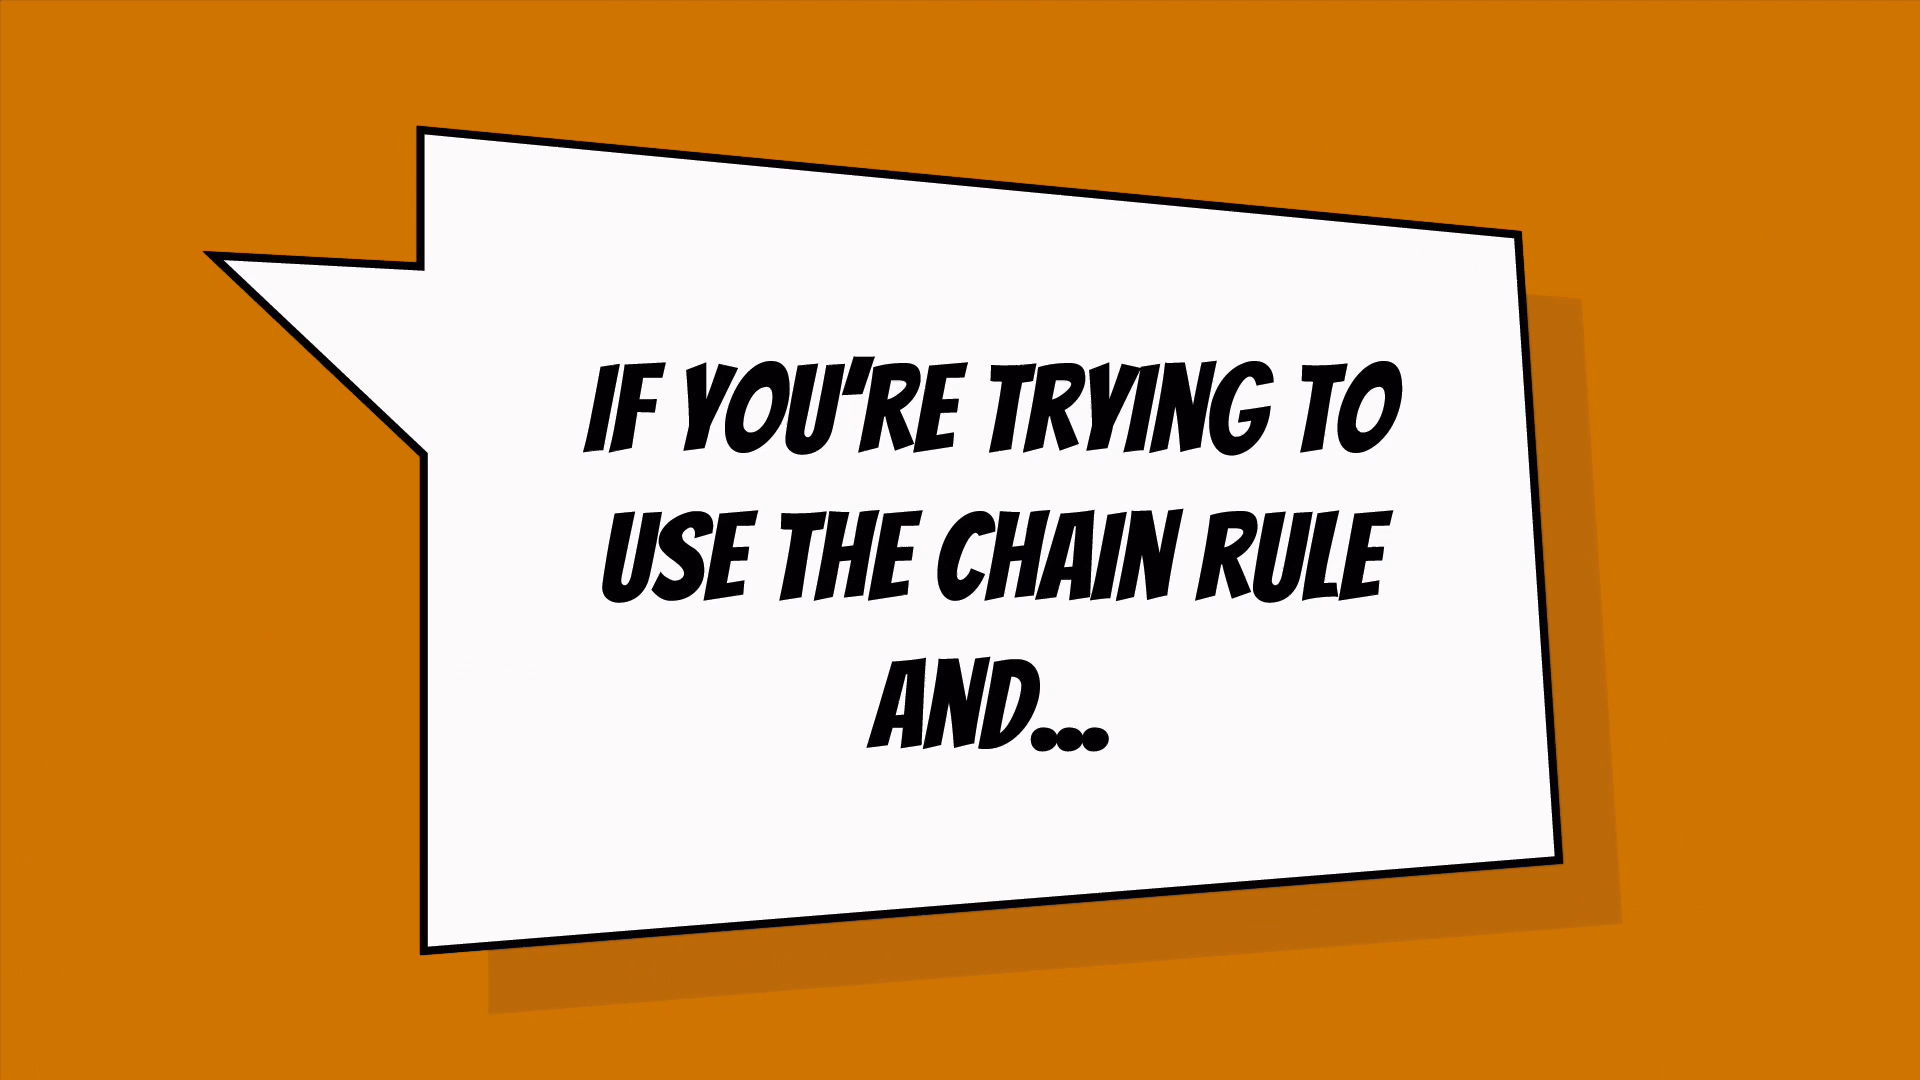 IF YOU'RE TRYING TO
USE THE CHAIN RULE
AND...